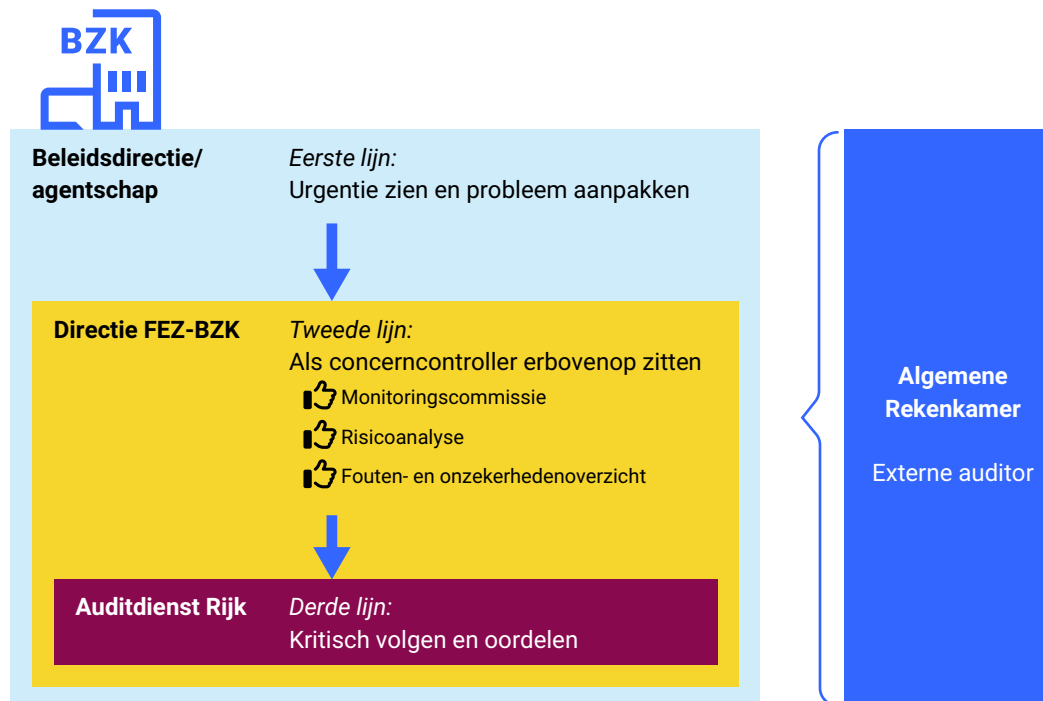 BZK
Beleidsdirectie/
agentschap
Eerste lijn:
Urgentie zien en probleem aanpakken
Directie FEZ-BZK
Tweede lijn:
Als concerncontroller erbovenop zitten
Monitoringscommissie
Risicoanalyse
Fouten- en onzekerhedenoverzicht
Auditdienst Rijk
Derde lijn:
Kritisch volgen en oordelen
Algemene
Rekenkamer
Externe auditor